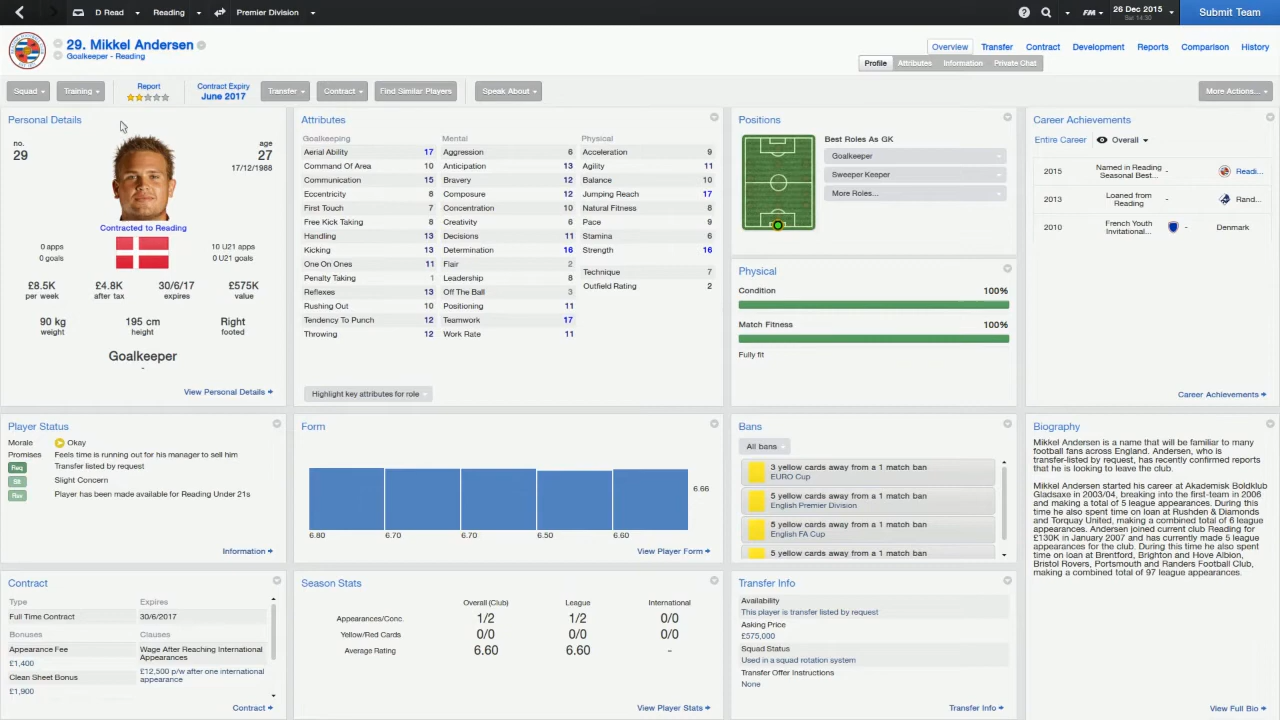 D Read
Reading
Premier Division
FM
26 Dec 2015
Sat 14:30
Submit Team
29. Mikkel Andersen
Goalkeeper - Reading
Overview Transfer Contract Development Reports Comparison History
Profile Attributes Information Private Chat
Squad
Training
Report
Contract Expiry
June 2017
Transfer
Contract
Find Similar Players
Speak About
More Actions...
Personal Details
no.
29
age
27
17/12/1988
Contracted to Reading
0 apps
0 goals
10 U21 apps
0 U21 goals
£8.5K
per week
£4.8K
after tax
30/6/17
expires
£575K
value
90 kg
weight
195 cm
height
Right
footed
Goalkeeper
-
View Personal Details
Attributes
Goalkeeping Mental Physical
Aerial Ability 17 Aggression 6 Acceleration 9
Command Of Area 10 Anticipation 13 Agility 11
Communication 15 Bravery 12 Balance 10
Eccentricity 8 Composure 12 Jumping Reach 17
First Touch 7 Concentration 10 Natural Fitness 8
Free Kick Taking 8 Creativity 6 Pace 9
Handling 13 Decisions 11 Stamina 6
Kicking 13 Determination 16 Strength 16
One On Ones 11 Flair 2 Technique 7
Penalty Taking 1 Leadership 8 Outfield Rating 2
Reflexes 13 Off The Ball 3
Rushing Out 10 Positioning 11
Tendency To Punch 12 Teamwork 17
Throwing 12 Work Rate 11
Highlight key attributes for role
Positions
Best Roles As GK
Goalkeeper
Sweeper Keeper
More Roles...
Physical
Condition 100%
Match Fitness 100%
Fully fit
Career Achievements
Entire Career Overall
2015 Named in Reading Seasonal Best... - Readi...
2013 Loaned from Reading - Rand...
2010 French Youth Invitational... - Denmark
Career Achievements
Player Status
Morale Okay
Promises Feels time is running out for his manager to sell him
Req Transfer listed by request
Slt Slight Concern
Rsv Player has been made available for Reading Under 21s
Information
Form
6.66
6.80 6.70 6.70 6.50 6.60
View Player Form
Bans
All bans
3 yellow cards away from a 1 match ban
EURO Cup
5 yellow cards away from a 1 match ban
English Premier Division
5 yellow cards away from a 1 match ban
English FA Cup
5 yellow cards away from a 1 match ban
Biography
Mikkel Andersen is a name that will be familiar to many
football fans across England. Andersen, who is
transfer-listed by request, has recently confirmed reports
that he is looking to leave the club.
Mikkel Andersen started his career at Akademisk Boldklub
Gladsaxe in 2003/04, breaking into the first-team in 2006
and making a total of 5 league appearances. During this
time he also spent time on loan at Rushden & Diamonds
and Torquay United, making a combined total of 6 league
appearances. Andersen joined current club Reading for
£130K in January 2007 and has currently made 5 league
appearances for the club. During this time he also spent
time on loan at Brentford, Brighton and Hove Albion,
Bristol Rovers, Portsmouth and Randers Football Club,
making a combined total of 97 league appearances.
View Full Bio
Contract
Type Expires
Full Time Contract 30/6/2017
Bonuses Clauses
Appearance Fee
£1,400
Clean Sheet Bonus
£1,900
Wage After Reaching International
Appearances
£12,500 p/w after one international
appearance
Contract
Season Stats
Overall (Club) League International
Appearances/Conc. 1/2 1/2 0/0
Yellow/Red Cards 0/0 0/0 0/0
Average Rating 6.60 6.60 -
View Player Stats
Transfer Info
Availability
This player is transfer listed by request
Asking Price
£575,000
Squad Status
Used in a squad rotation system
Transfer Offer Instructions
None
Transfer Info